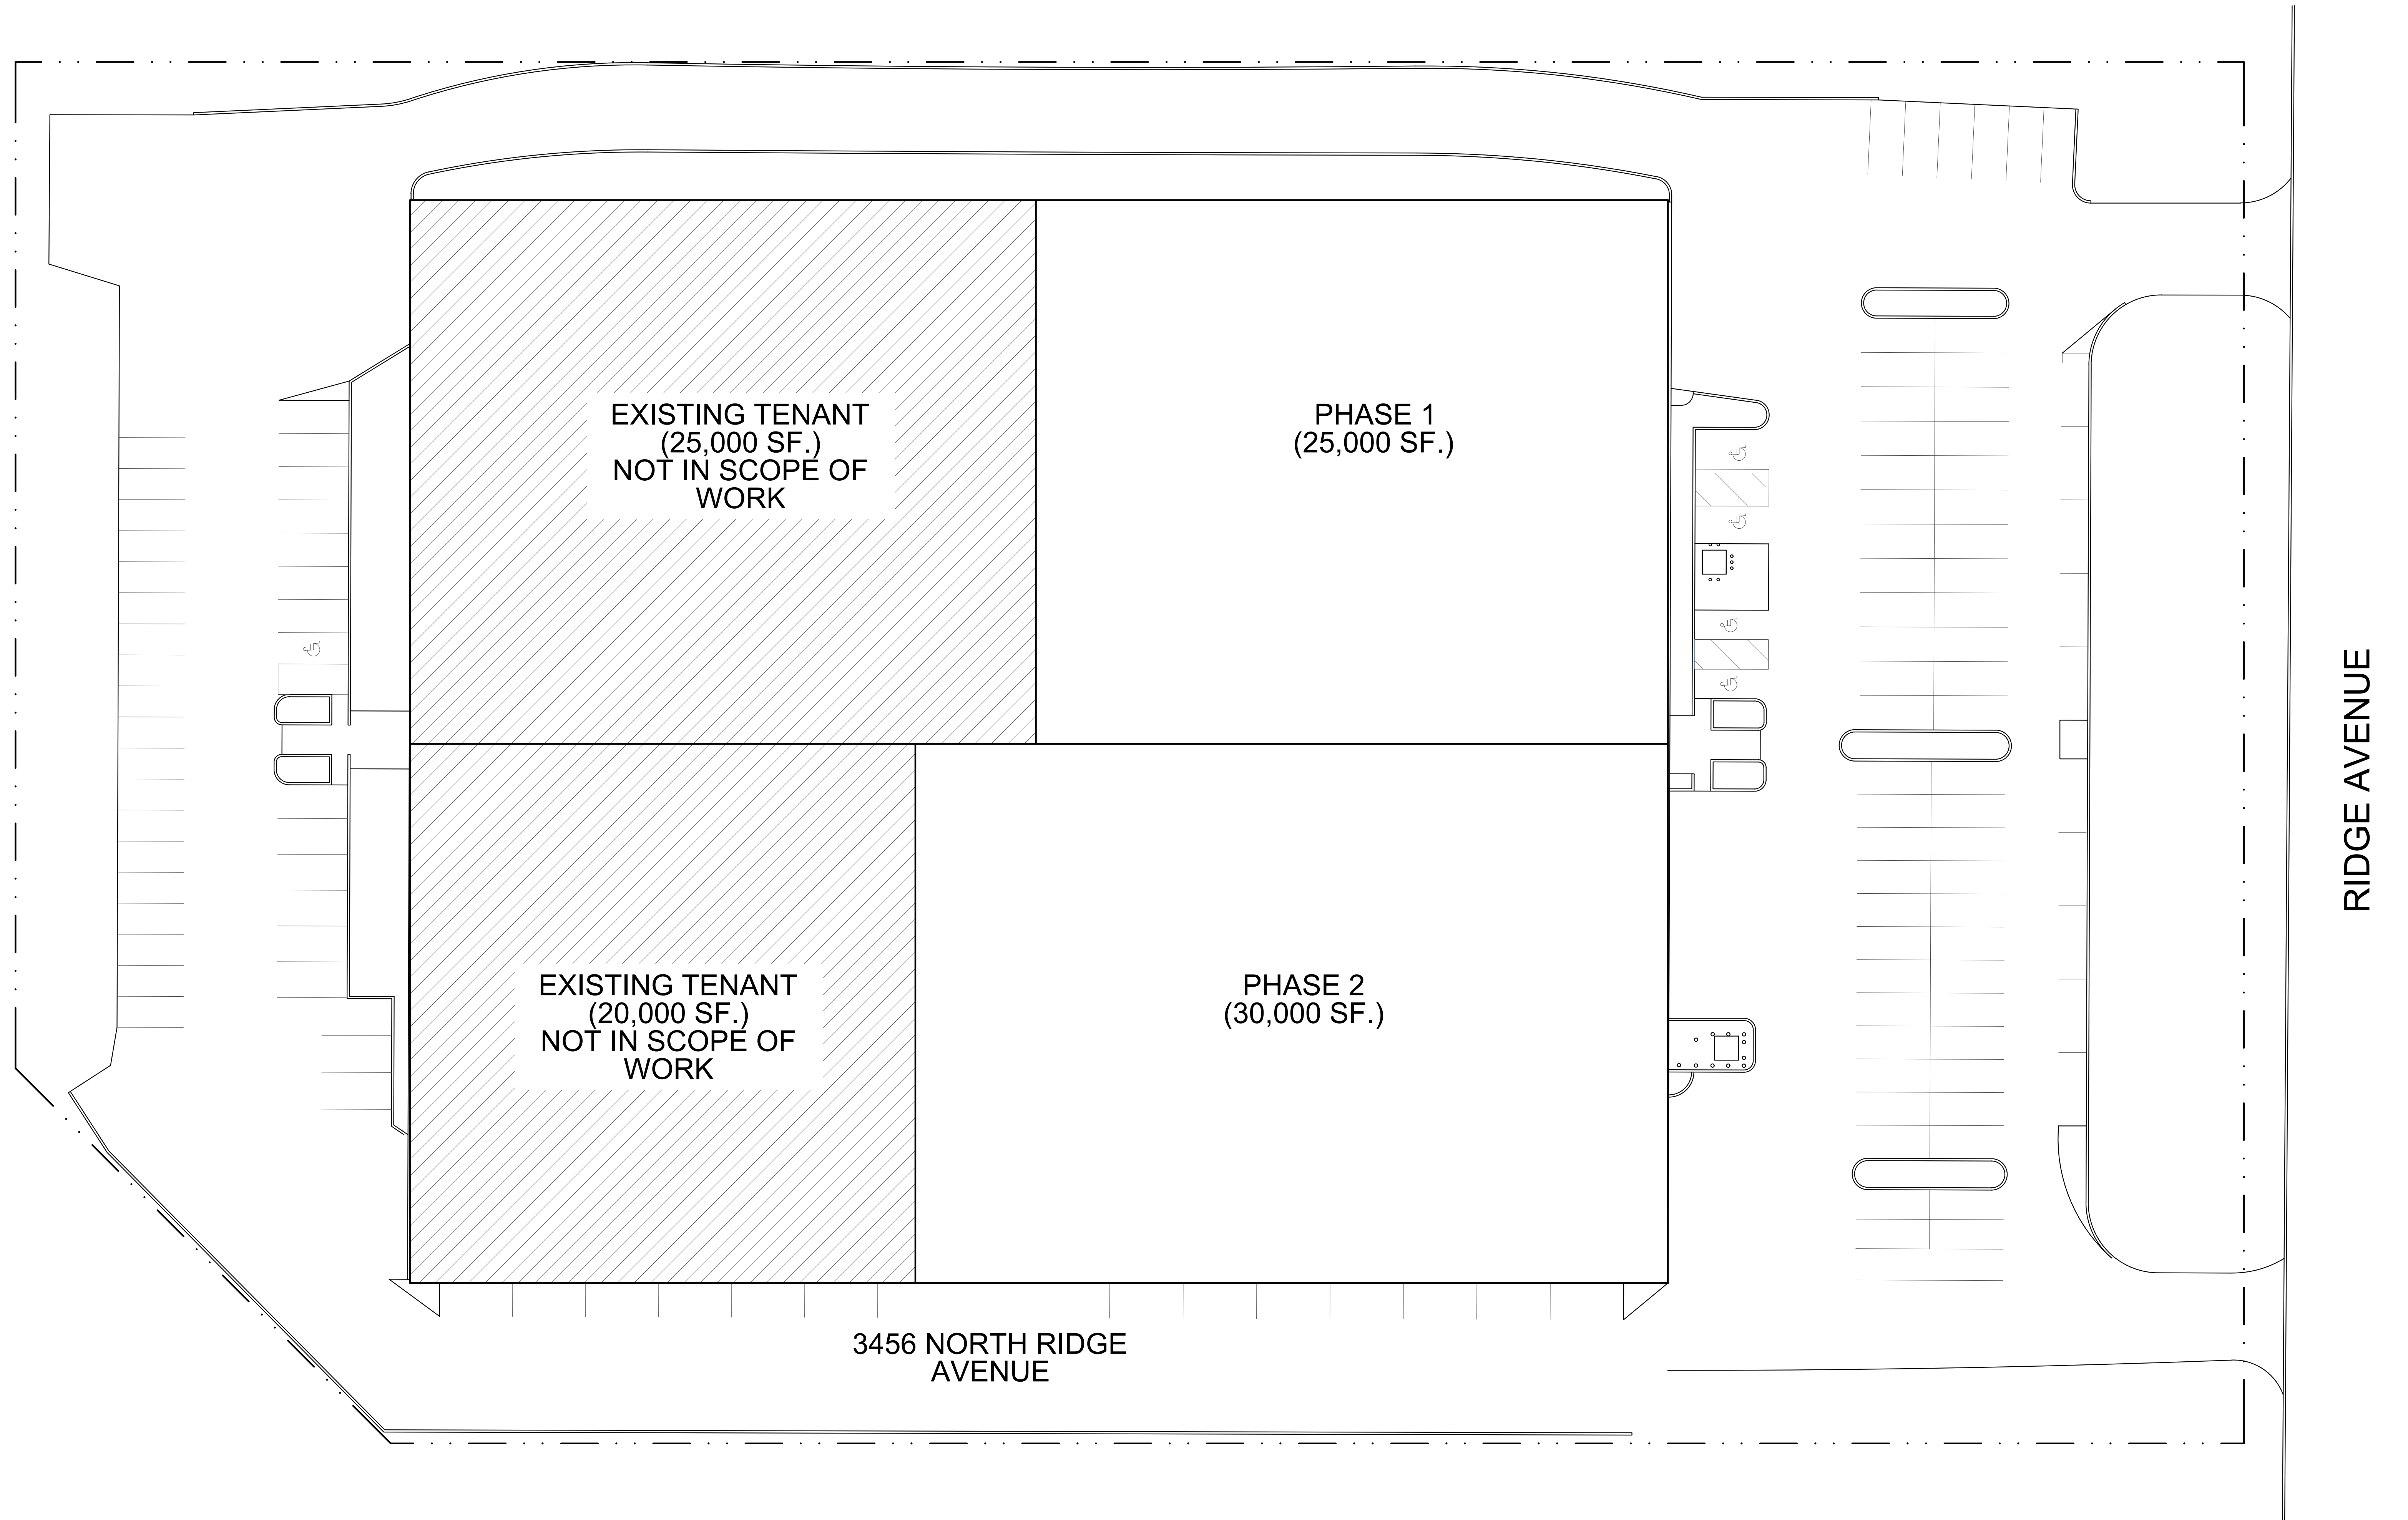 EXISTING TENANT
(25,000 SF.)
NOT IN SCOPE OF
WORK
PHASE 1
(25,000 SF.)
EXISTING TENANT
(20,000 SF.)
NOT IN SCOPE OF
WORK
PHASE 2
(30,000 SF.)
3456 NORTH RIDGE
AVENUE
RIDGE AVENUE